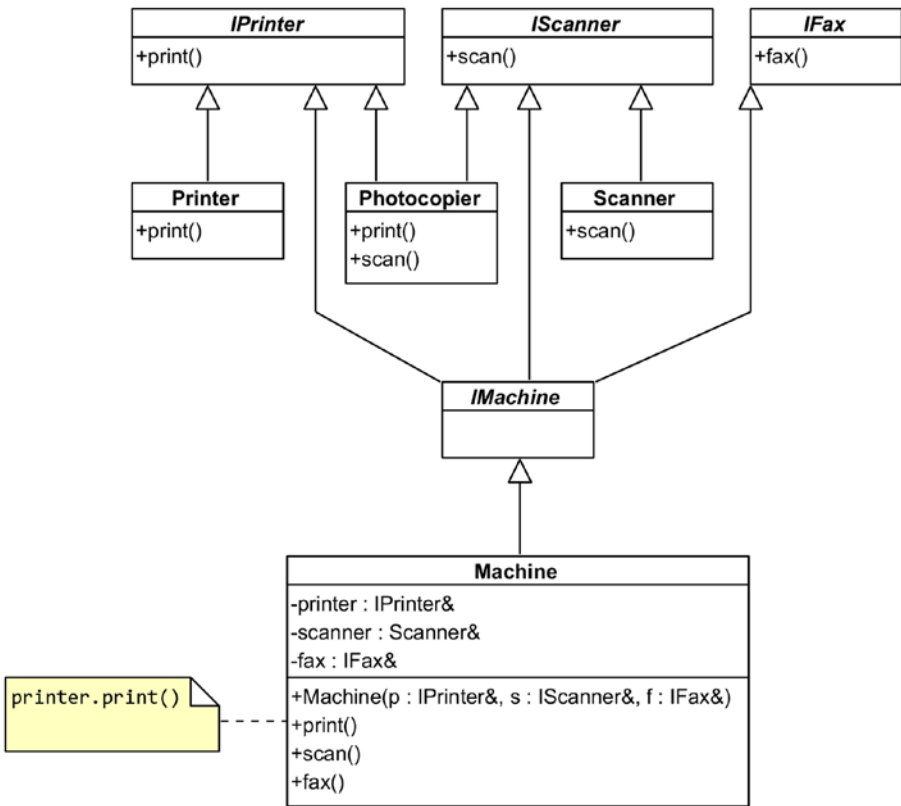 IPrinter
+print()
IScanner
+scan()
IFax
+fax()
Printer
+print()
Photocopier
+print()
+scan()
Scanner
+scan()
IMachine
Machine
-printer : IPrinter&
-scanner : Scanner&
-fax : IFax&
+Machine(p : IPrinter&, s : IScanner&, f : IFax&)
+print()
+scan()
+fax()
printer.print()